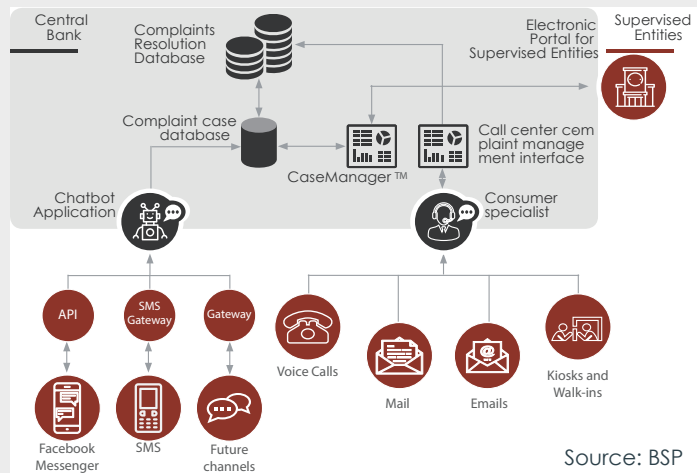 Central
Bank
Complaints
Resolution
Database
Electronic
Portal for
Supervised Entities
Supervised
Entities
Complaint case
database
CaseManager ™
Call center com
plaint manage
ment interface
Chatbot
Application
Consumer
specialist
API
SMS
Gateway
Gateway
Voice Calls
Mail
Emails
Kiosks and
Walk-ins
Facebook
Messenger
SMS
Future
channels
Source: BSP